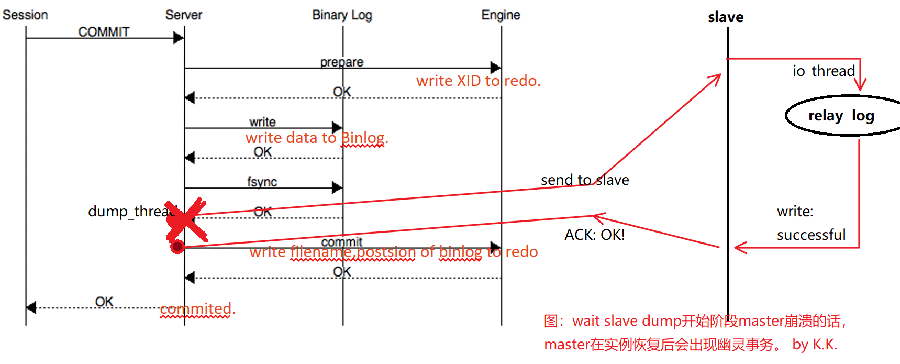 Session Server Binary Log Engine slave
COMMIT
prepare
io thread
write XID to redo.
OK
relay log
write
write data to Binlog.
OK
send to slave
fsync
dump_thread
OK
write:
successful
ACK: OK!
commit
write filename,postsion of binlog to redo
OK
OK
commited.
图：wait slave dump开始阶段master崩溃的话，
master在实例恢复后会出现幽灵事务。 by K.K.